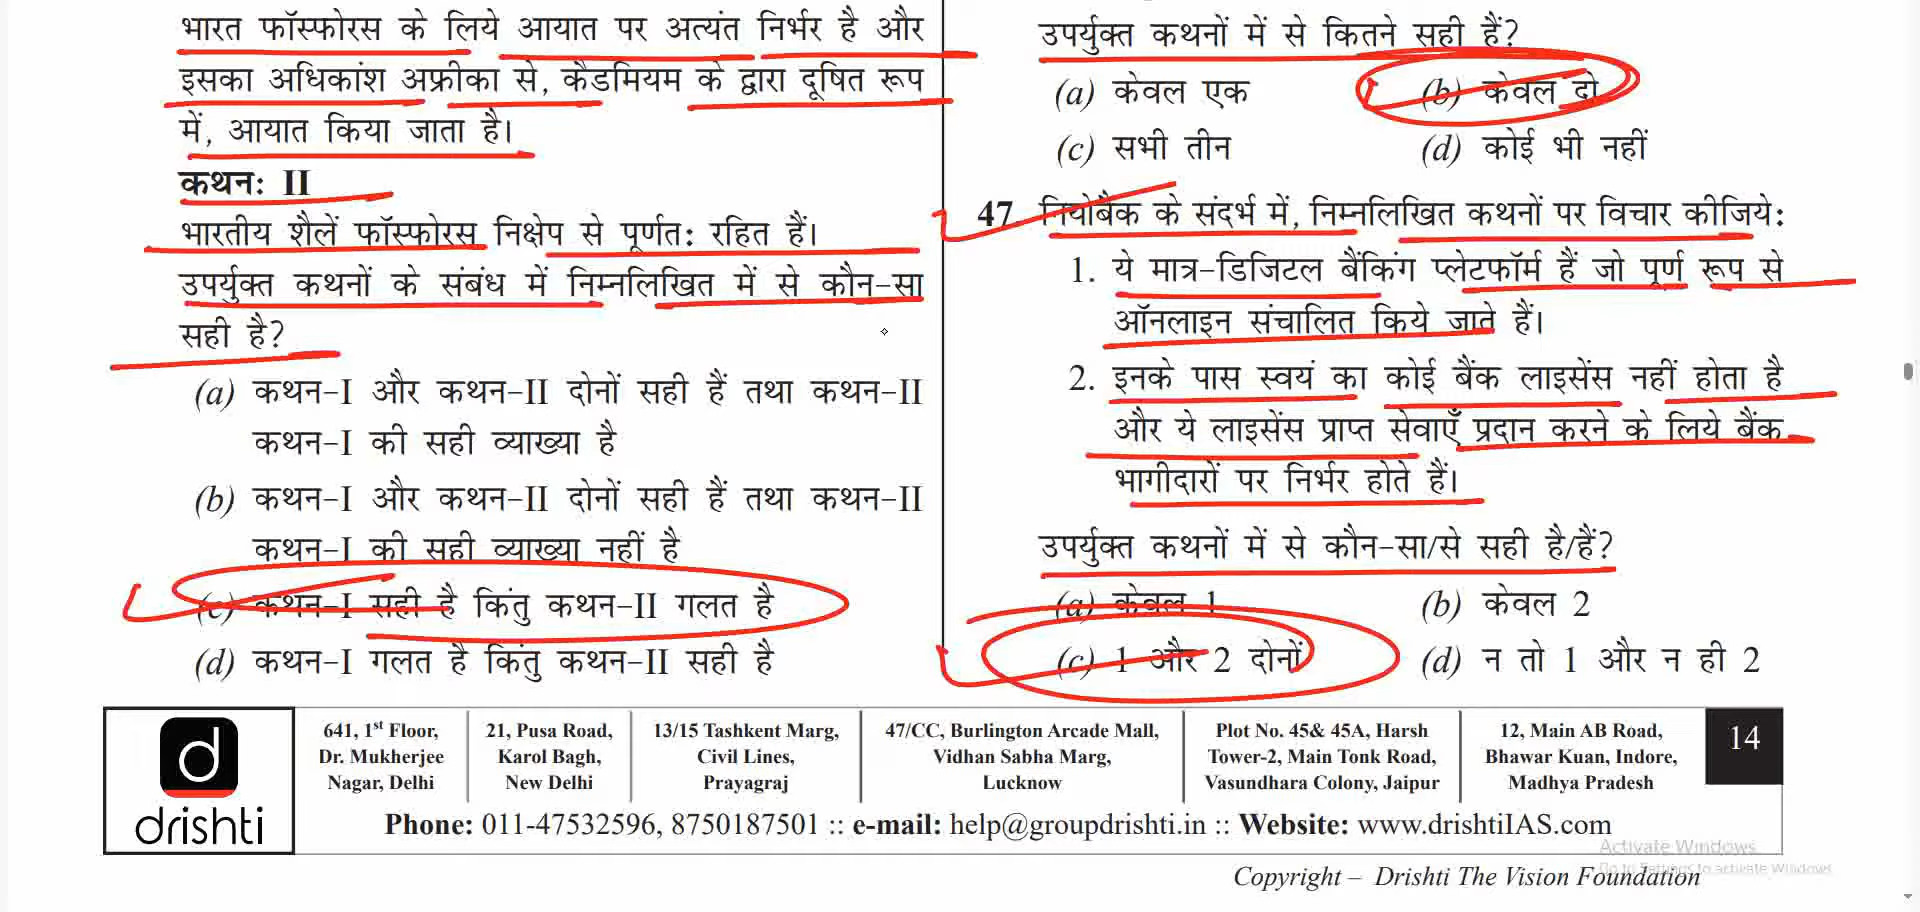 भारत फॉस्फोरस के लिये आयात पर अत्यंत निर्भर है और
इसका अधिकांश अफ्रीका से, कैडमियम के द्वारा दूषित रूप
में, आयात किया जाता है।
कथन: II
भारतीय शैलें फॉस्फोरस निक्षेप से पूर्णत: रहित हैं।
उपर्युक्त कथनों के संबंध में निम्नलिखित में से कौन-सा
सही है?
(a) कथन-I और कथन-II दोनों सही हैं तथा कथन-II
कथन-I की सही व्याख्या है
(b) कथन-I और कथन-II दोनों सही हैं तथा कथन-II
कथन-I की सही व्याख्या नहीं है
(c) कथन-I सही है किंतु कथन-II गलत है
(d) कथन-I गलत है किंतु कथन-II सही है
उपर्युक्त कथनों में से कितने सही हैं?
(a) केवल एक
(b) केवल दो
(c) सभी तीन
(d) कोई भी नहीं
47 नियोबैंक के संदर्भ में, निम्नलिखित कथनों पर विचार कीजिये:
1. ये मात्र-डिजिटल बैंकिंग प्लेटफॉर्म हैं जो पूर्ण रूप से
ऑनलाइन संचालित किये जाते हैं।
2. इनके पास स्वयं का कोई बैंक लाइसेंस नहीं होता है
और ये लाइसेंस प्राप्त सेवाएँ प्रदान करने के लिये बैंक
भागीदारों पर निर्भर होते हैं।
उपर्युक्त कथनों में से कौन-सा/से सही है/हैं?
(a) केवल 1
(b) केवल 2
(c) 1 और 2 दोनों
(d) न तो 1 और न ही 2
d
drishti
641, 1st Floor,
Dr. Mukherjee
Nagar, Delhi
21, Pusa Road,
Karol Bagh,
New Delhi
13/15 Tashkent Marg,
Civil Lines,
Prayagraj
47/CC, Burlington Arcade Mall,
Vidhan Sabha Marg,
Lucknow
Plot No. 45& 45A, Harsh
Tower-2, Main Tonk Road,
Vasundhara Colony, Jaipur
12, Main AB Road,
Bhawar Kuan, Indore,
Madhya Pradesh
14
Phone: 011-47532596, 8750187501 :: e-mail: help@groupdrishti.in :: Website: www.drishtiIAS.com
Activate Windows
Go to Settings to activate Windows.
Copyright – Drishti The Vision Foundation